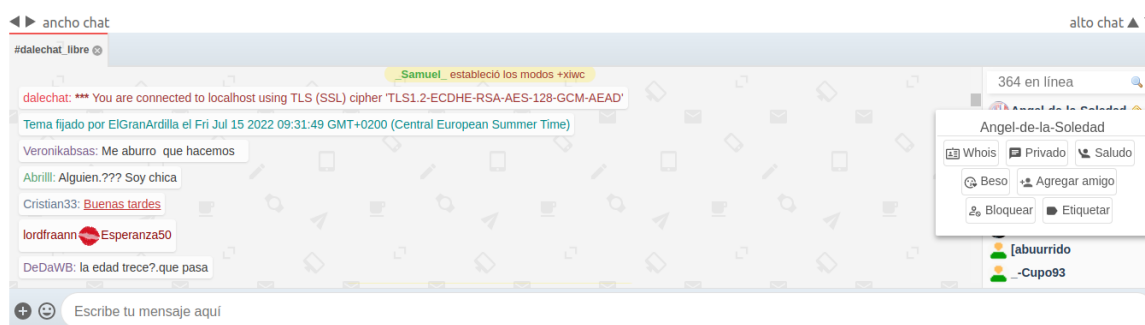 ancho chat
alto chat
#dalechat_libre
_Samuel_ estableció los modos +xiwc
dalechat: *** You are connected to localhost using TLS (SSL) cipher 'TLS1.2-ECDHE-RSA-AES-128-GCM-AEAD'
Tema fijado por ElGranArdilla el Fri Jul 15 2022 09:31:49 GMT+0200 (Central European Summer Time)
Veronikabsas: Me aburro que hacemos
Abrilll: Alguien.??? Soy chica
Cristian33: Buenas tardes
lordfraann Esperanza50
DeDaWB: la edad trece?.que pasa
364 en línea
Angel-de-la-Soledad
Angel-de-la-Soledad
Whois Privado Saludo
Beso Agregar amigo
Bloquear Etiquetar
[abuurrido
_-Cupo93
Escribe tu mensaje aquí